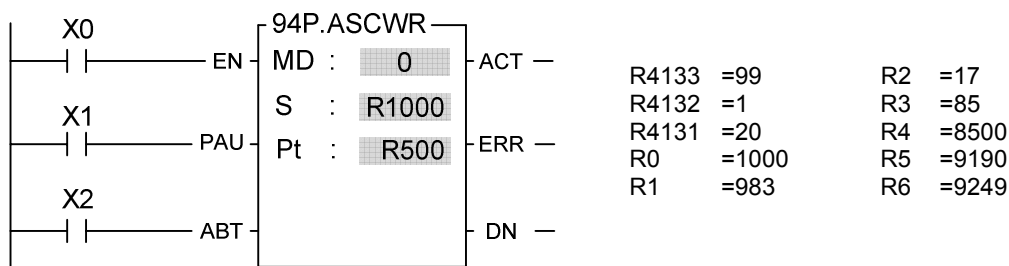 X0
94P.ASCWR
EN MD : 0 ACT
S : R1000
X1
PAU Pt : R500 ERR
X2
ABT DN
R4133 =99 R2 =17
R4132 =1 R3 =85
R4131 =20 R4 =8500
R0 =1000 R5 =9190
R1 =983 R6 =9249